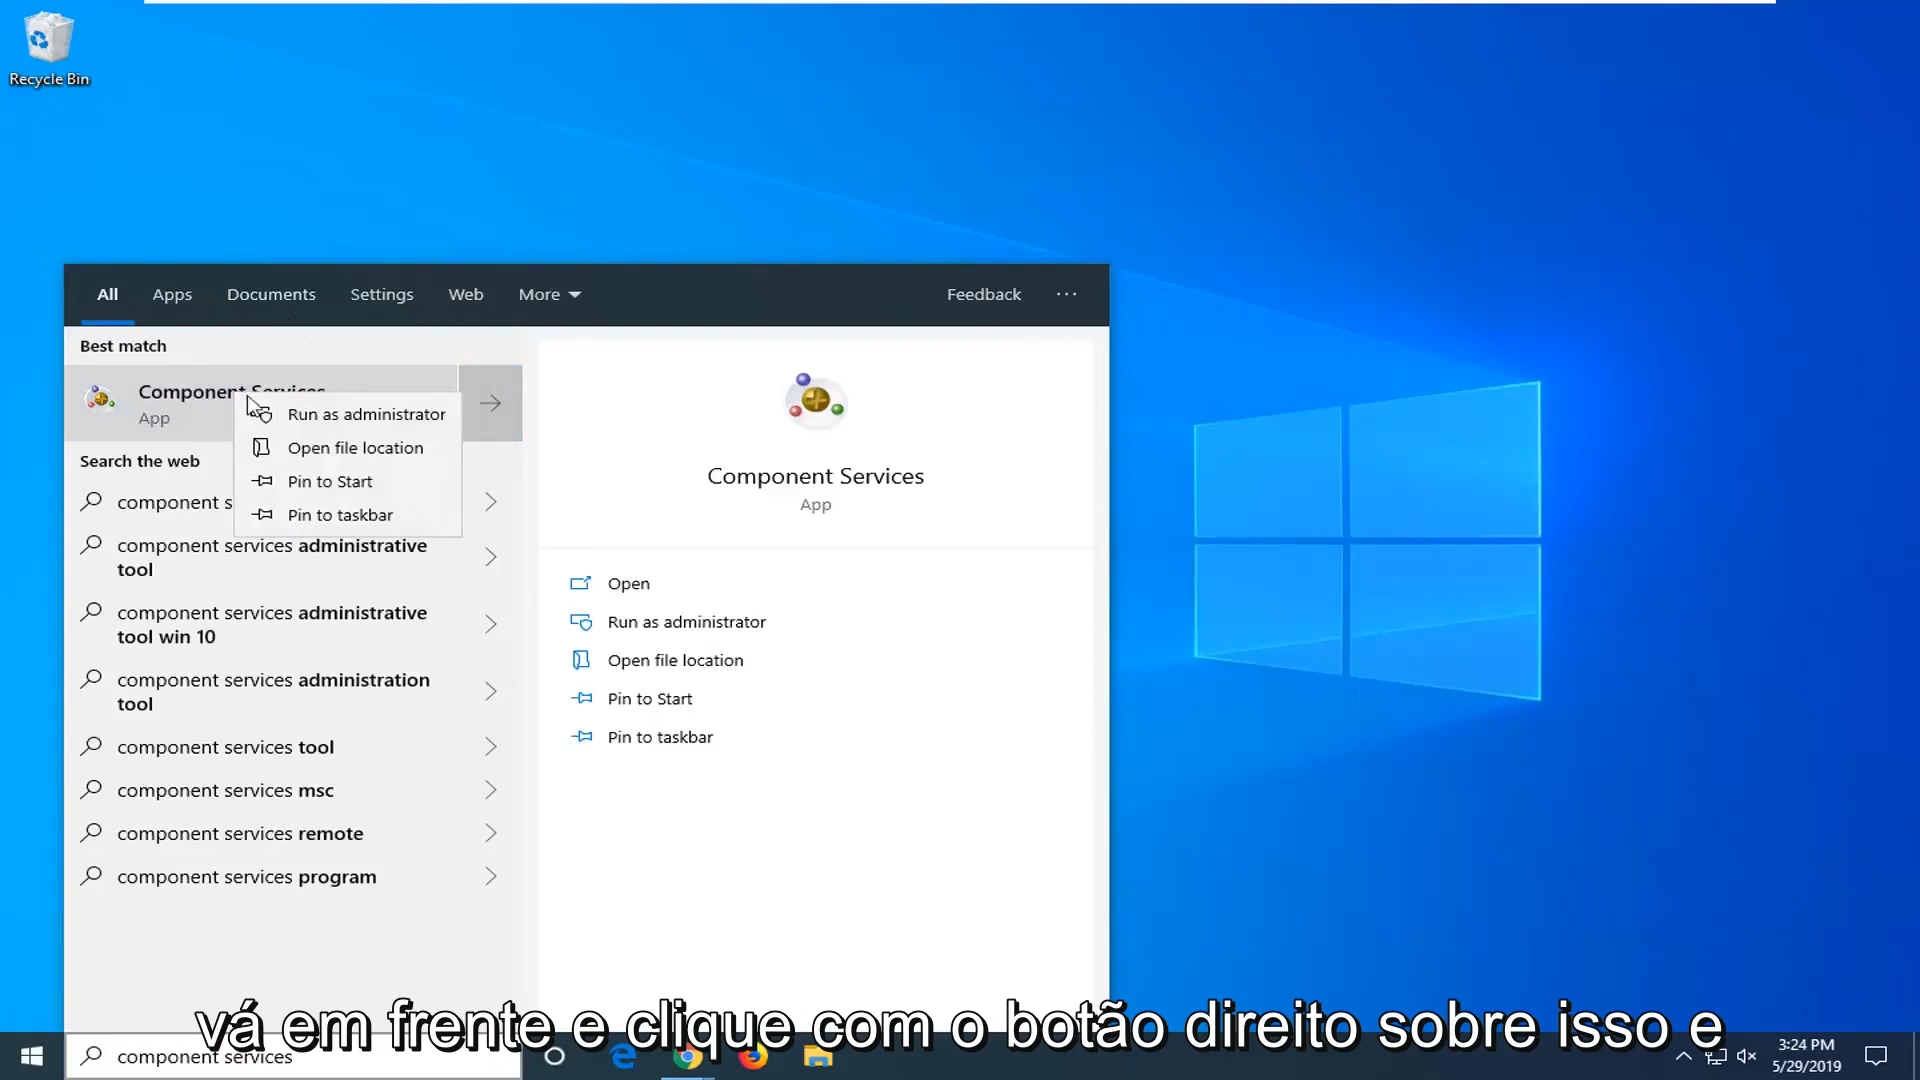 Recycle Bin
All Apps Documents Settings Web More Feedback ...
Best match
Component Services
App
Run as administrator
Open file location
Pin to Start
Pin to taskbar
Search the web
component s
component services administrative
tool
component services administrative
tool win 10
component services administration
tool
component services tool
component services msc
component services remote
component services program
Component Services
App
Open
Run as administrator
Open file location
Pin to Start
Pin to taskbar
vá em frente e clique com o botão direito sobre isso e
component services
3:24 PM
5/29/2019